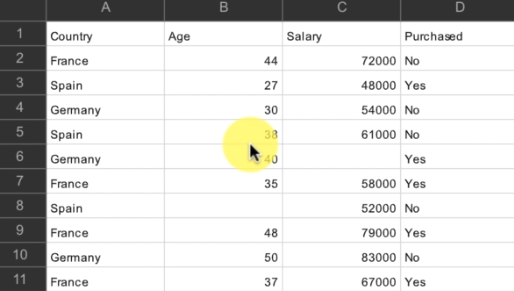 A B C D
1 Country Age Salary Purchased
2 France 44 72000 No
3 Spain 27 48000 Yes
4 Germany 30 54000 No
5 Spain 38 61000 No
6 Germany 40 Yes
7 France 35 58000 Yes
8 Spain 52000 No
9 France 48 79000 Yes
10 Germany 50 83000 No
11 France 37 67000 Yes